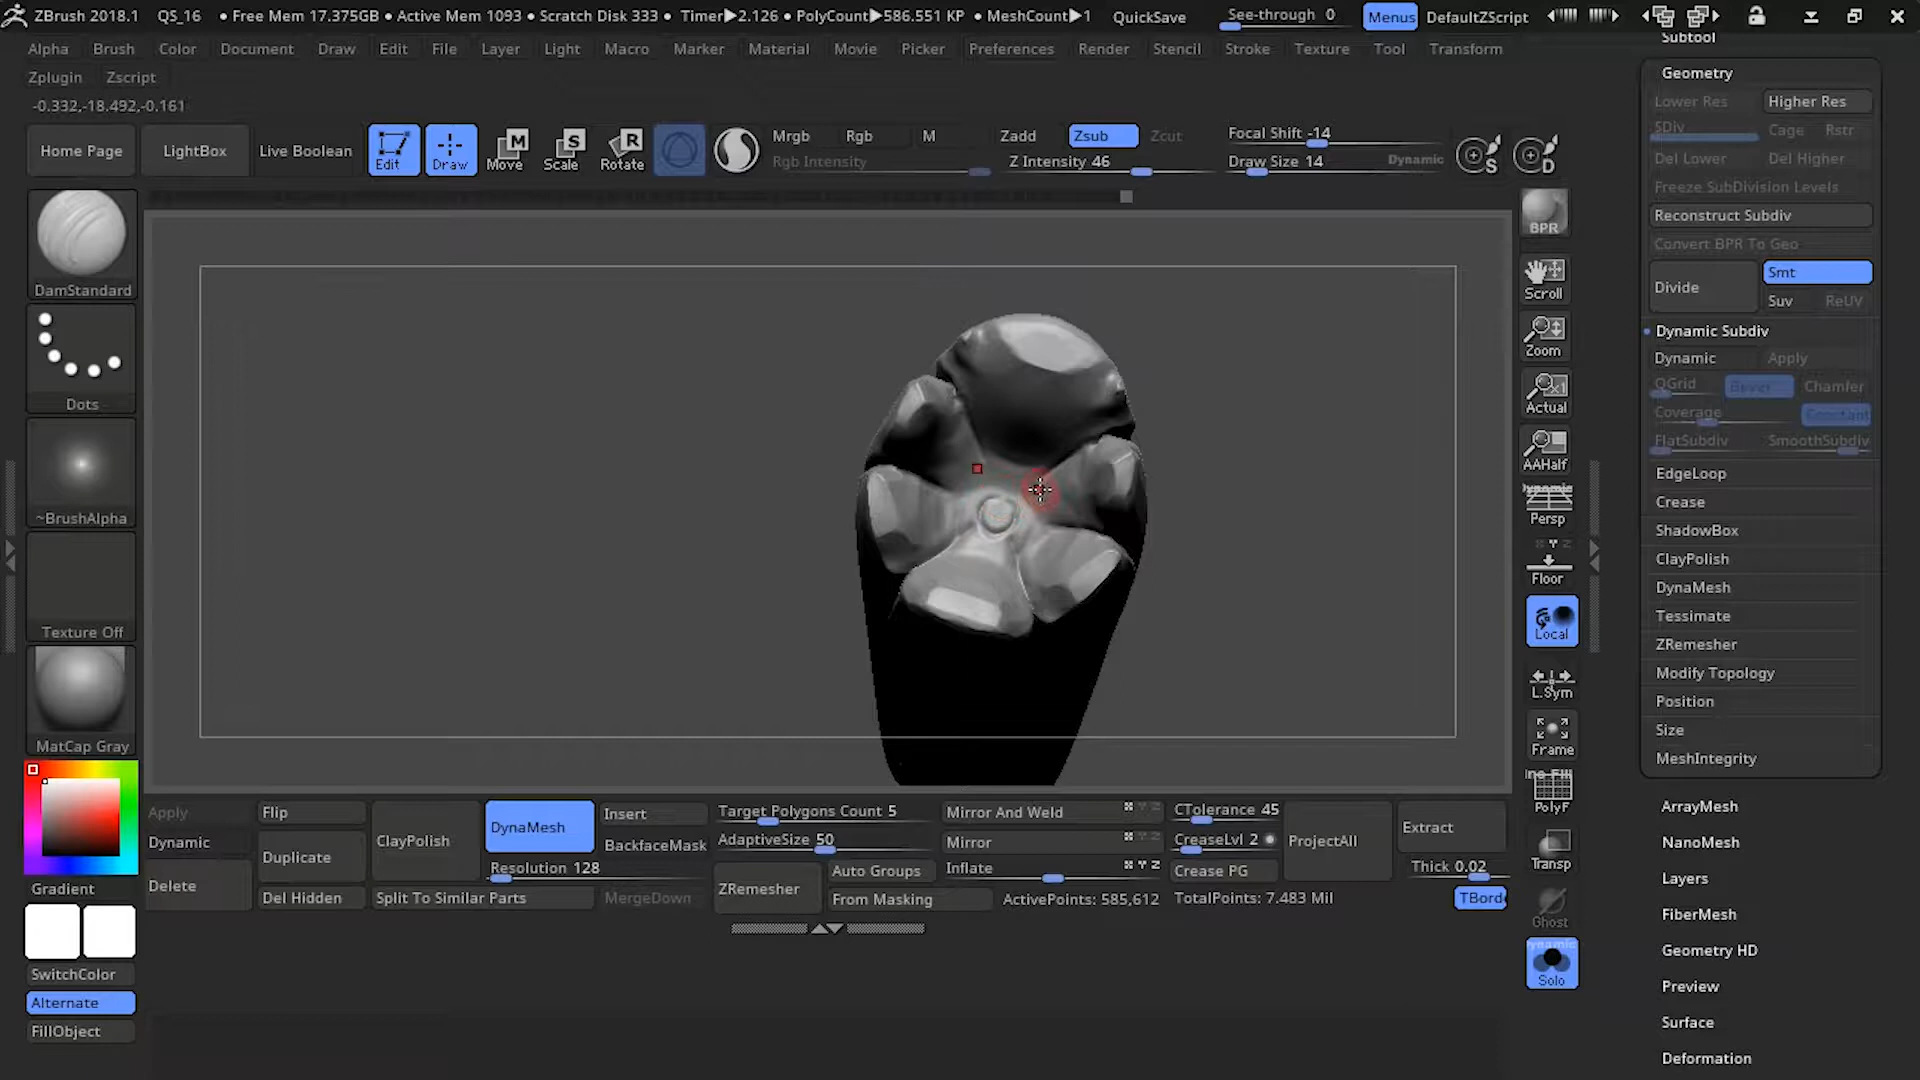 ZBrush 2018.1 QS_16 • Free Mem 17.375GB • Active Mem 1093 • Scratch Disk 333 • Timer▶2.126 • PolyCount▶586.551 KP • MeshCount▶1 QuickSave See-through 0 Menus DefaultZScript
Alpha Brush Color Document Draw Edit File Layer Light Macro Marker Material Movie Picker Preferences Render Stencil Stroke Texture Tool Transform
Zplugin Zscript
-0.332,-18.492,-0.161
Home Page LightBox Live Boolean Edit Draw Move Scale Rotate
M S R
Mrgb Rgb M
Rgb Intensity
Zadd Zsub Zcut
Z Intensity 46
Focal Shift -14
Draw Size 14 Dynamic
S D
DamStandard
Dots
~BrushAlpha
Texture Off
MatCap Gray
Gradient
SwitchColor
Alternate
FillObject
BPR
Scroll
Zoom
Actual
AAHalf
Dynamic
Persp
Floor
Local
L.Sym
Frame
PolyF
Transp
Ghost
Dynamic
Solo
Subtool
Geometry
Lower Res Higher Res
SDiv Cage Rstr
Del Lower Del Higher
Freeze SubDivision Levels
Reconstruct Subdiv
Convert BPR To Geo
Divide Smt
Suv ReUV
Dynamic Subdiv
Dynamic Apply
QGrid Bevel Chamfer
Coverage Constant
FlatSubdiv SmoothSubdiv
EdgeLoop
Crease
ShadowBox
ClayPolish
DynaMesh
Tessimate
ZRemesher
Modify Topology
Position
Size
MeshIntegrity
ArrayMesh
NanoMesh
Layers
FiberMesh
Geometry HD
Preview
Surface
Deformation
Apply
Dynamic
Delete
Flip
Duplicate
Del Hidden
ClayPolish
Split To Similar Parts
DynaMesh
Resolution 128
Insert
BackfaceMask
MergeDown
Target Polygons Count 5
AdaptiveSize 50
ZRemesher
Auto Groups
From Masking
Mirror And Weld
Mirror
Inflate
ActivePoints: 585,612
CTolerance 45
CreaseLvl 2
Crease PG
TotalPoints: 7.483 Mil
ProjectAll
Extract
Thick 0.02
TBorde